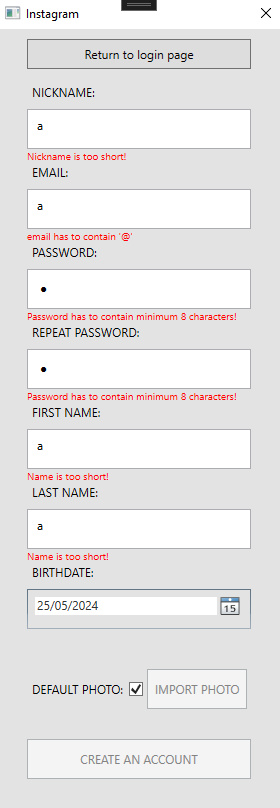 Instagram
Return to login page
NICKNAME:
a
Nickname is too short!
EMAIL:
a
email has to contain '@'
PASSWORD:
●
Password has to contain minimum 8 characters!
REPEAT PASSWORD:
●
Password has to contain minimum 8 characters!
FIRST NAME:
a
Name is too short!
LAST NAME:
a
Name is too short!
BIRTHDATE:
25/05/2024 15
DEFAULT PHOTO: IMPORT PHOTO
CREATE AN ACCOUNT